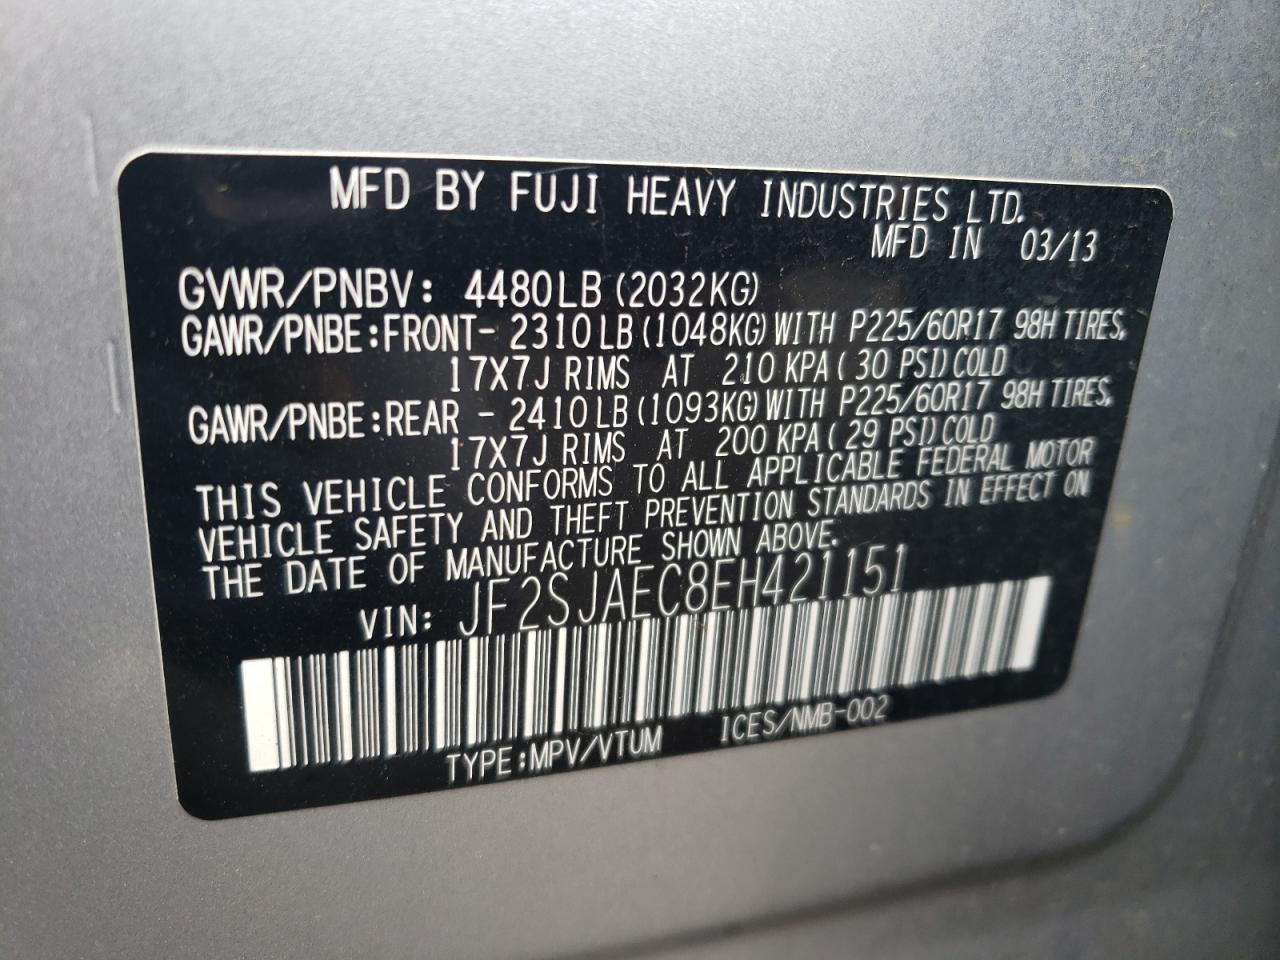 MFD BY FUJI HEAVY INDUSTRIES LTD.
MFD IN 03/13
GVWR/PNBV: 4480LB (2032KG)
GAWR/PNBE:FRONT- 2310LB (1048KG) WITH P225/60R17 98H TIRES,
17X7J RIMS AT 210 KPA ( 30 PSI) COLD
GAWR/PNBE:REAR - 2410LB (1093KG) WITH P225/60R17 98H TIRES,
17X7J RIMS AT 200 KPA ( 29 PSI) COLD
THIS VEHICLE CONFORMS TO ALL APPLICABLE FEDERAL MOTOR
VEHICLE SAFETY AND THEFT PREVENTION STANDARDS IN EFFECT ON
THE DATE OF MANUFACTURE SHOWN ABOVE.
VIN: JF2SJAEC8EH421151
TYPE:MPV/VTUM ICES/NMB-002